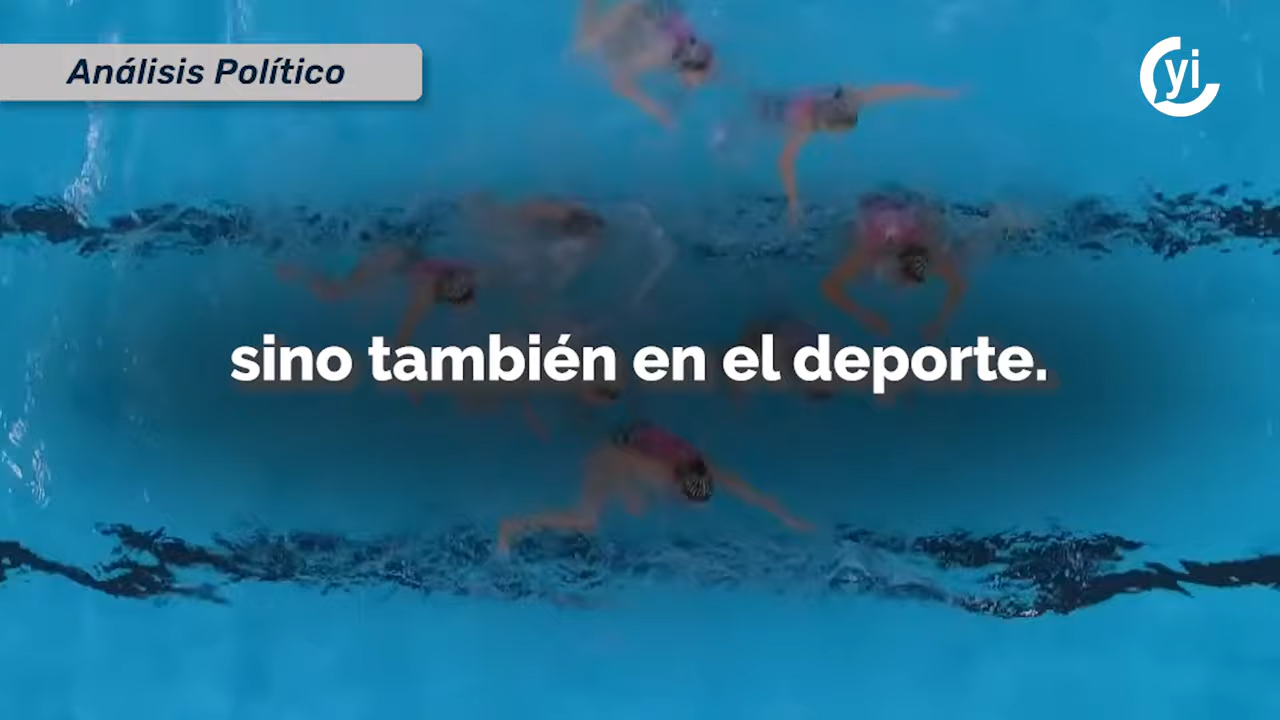 Análisis Político
yi
sino también en el deporte.